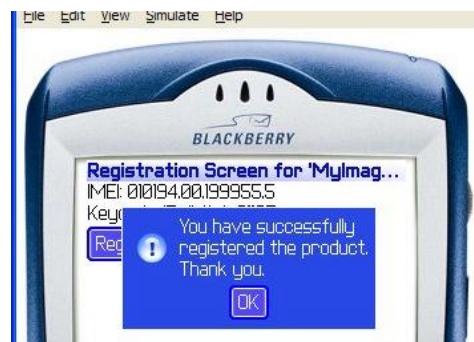 File Edit View Simulate Help
BLACKBERRY
Registration Screen for 'MyImag...
IMEI: 010194.00.199955.5
You have successfully
registered the product.
Thank you.
OK